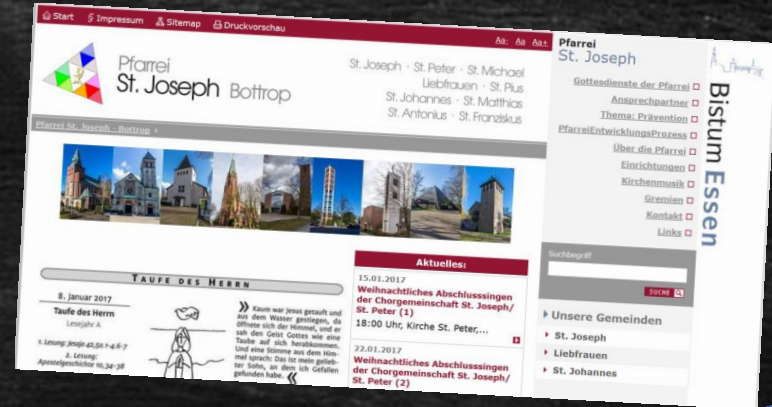 Start § Impressum Sitemap Druckvorschau
Aa- Aa Aa+
Pfarrei
St. Joseph Bottrop
St. Joseph · St. Peter · St. Michael
Liebfrauen · St. Pius
St. Johannes · St. Matthias
St. Antonius · St. Franziskus
Pfarrei St. Joseph - Bottrop
TAUFE DES HERRN
8. Januar 2017
Taufe des Herrn
Lesejahr A
1. Lesung: Jesaja 42,5a.1-4.6-7
2. Lesung:
Apostelgeschichte 10,34-38
Kaum war Jesus getauft und
aus dem Wasser gestiegen, da
öffnete sich der Himmel, und er
sah den Geist Gottes wie eine
Taube auf sich herabkommen.
Und eine Stimme aus dem Him-
mel sprach: Das ist mein gelieb-
ter Sohn, an dem ich Gefallen
gefunden habe.
Aktuelles:
15.01.2017
Weihnachtliches Abschlusssingen
der Chorgemeinschaft St. Joseph/
St. Peter (1)
18:00 Uhr, Kirche St. Peter,...
22.01.2017
Weihnachtliches Abschlusssingen
der Chorgemeinschaft St. Joseph/
St. Peter (2)
Pfarrei
St. Joseph
Gottesdienste der Pfarrei
Ansprechpartner
Thema: Prävention
PfarreiEntwicklungsProzess
Über die Pfarrei
Einrichtungen
Kirchenmusik
Gremien
Kontakt
Links
Suchbegriff
SUCHE
Unsere Gemeinden
St. Joseph
Liebfrauen
St. Johannes
Bistum Essen